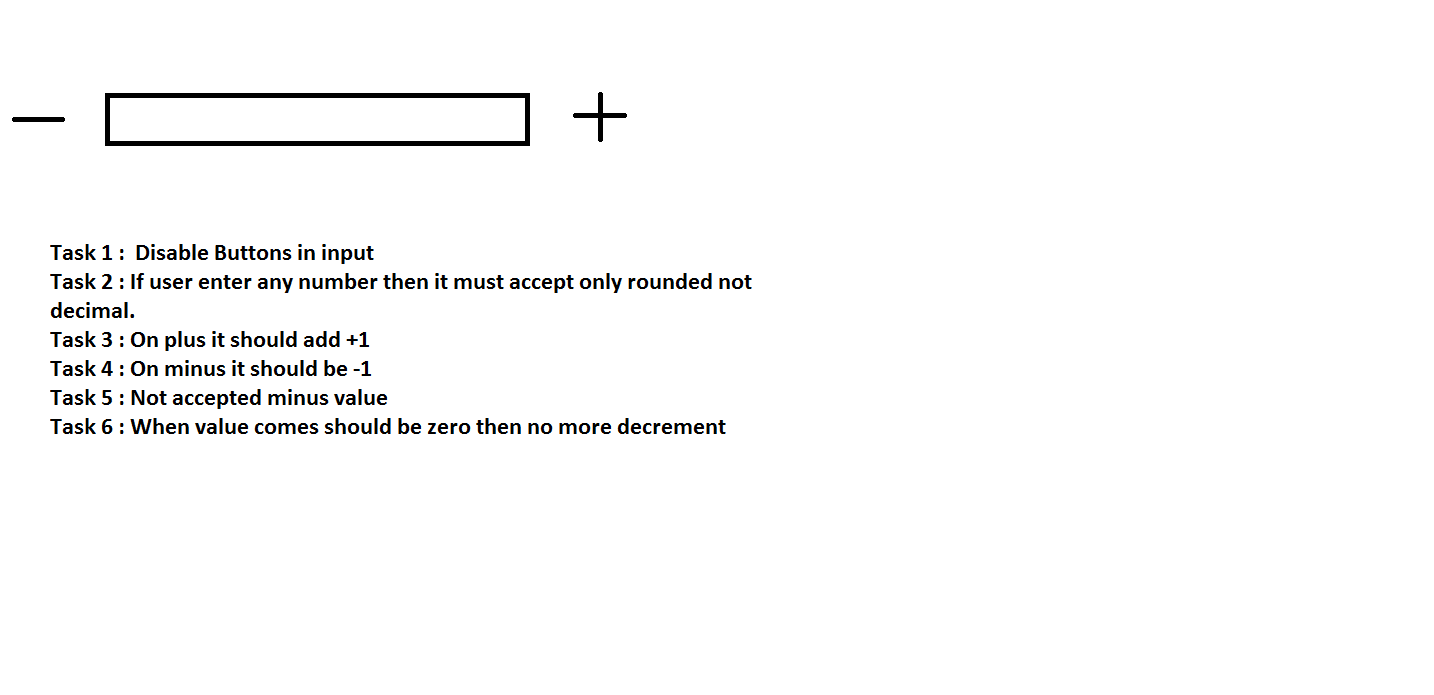 Task 1 :  Disable Buttons in input
Task 2 : If user enter any number then it must accept only rounded not
decimal.
Task 3 : On plus it should add +1
Task 4 : On minus it should be -1
Task 5 : Not accepted minus value
Task 6 : When value comes should be zero then no more decrement